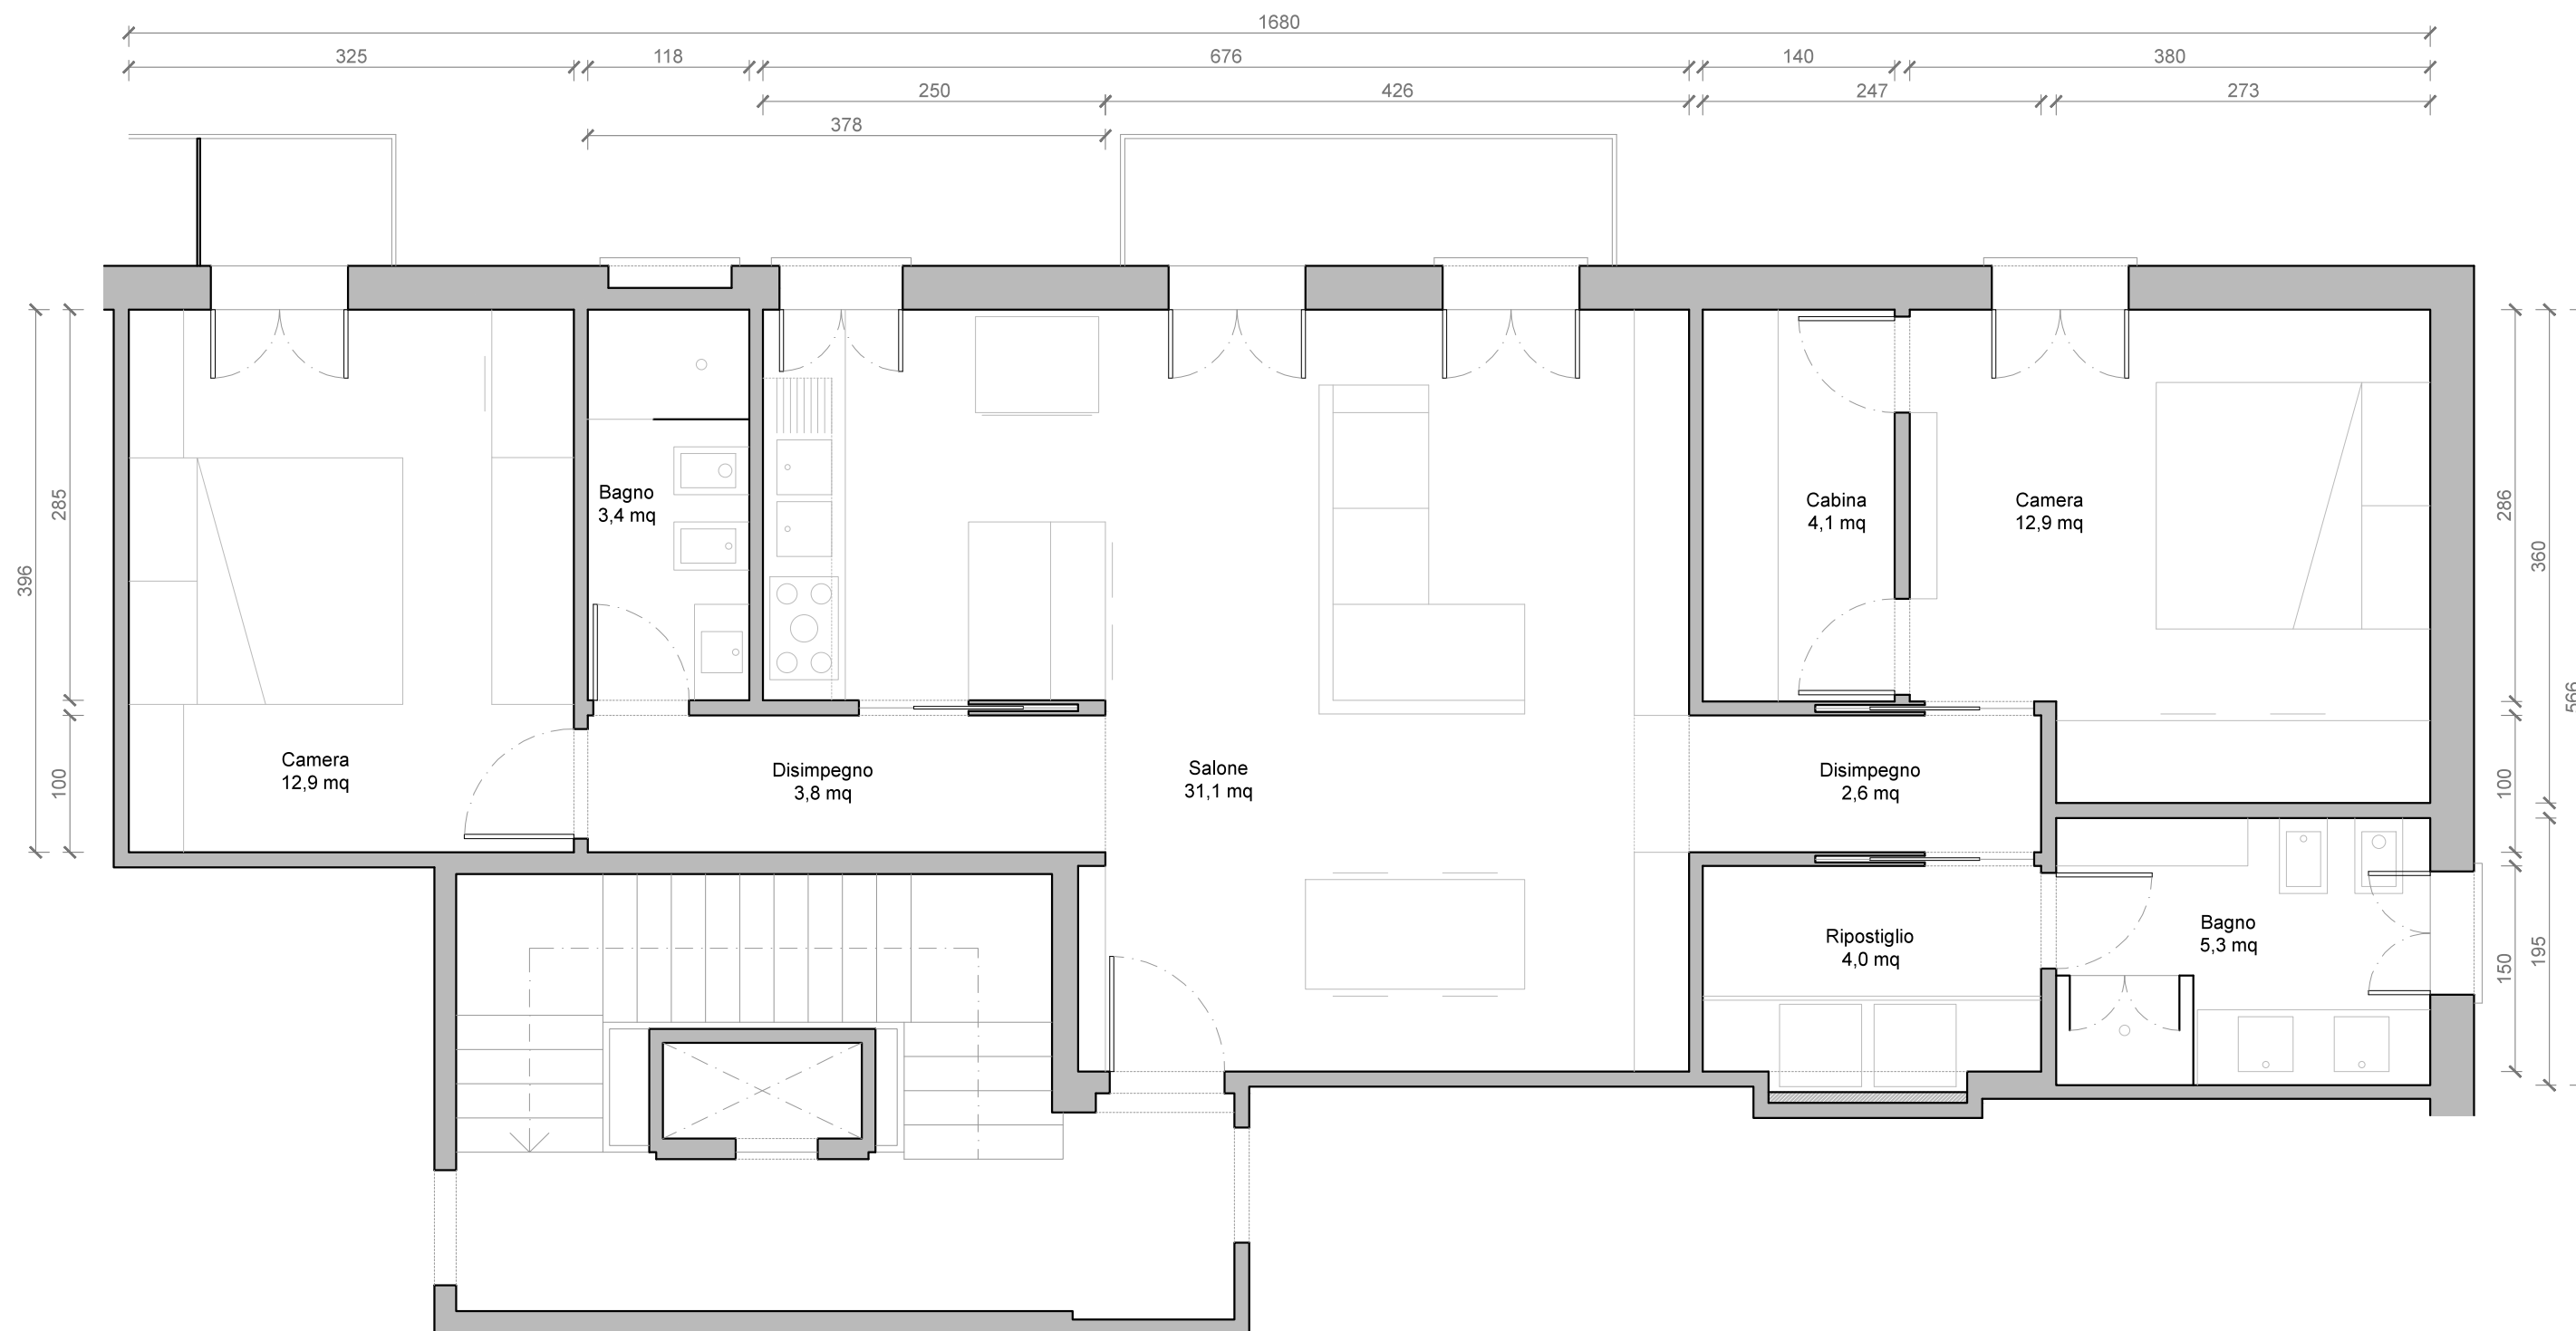 1680
325
118
676
140
380
250
426
247
273
378
396
285
100
Bagno
3,4 mq
Cabina
4,1 mq
Camera
12,9 mq
286
360
566
Camera
12,9 mq
Disimpegno
3,8 mq
Salone
31,1 mq
Disimpegno
2,6 mq
100
Ripostiglio
4,0 mq
Bagno
5,3 mq
150
195